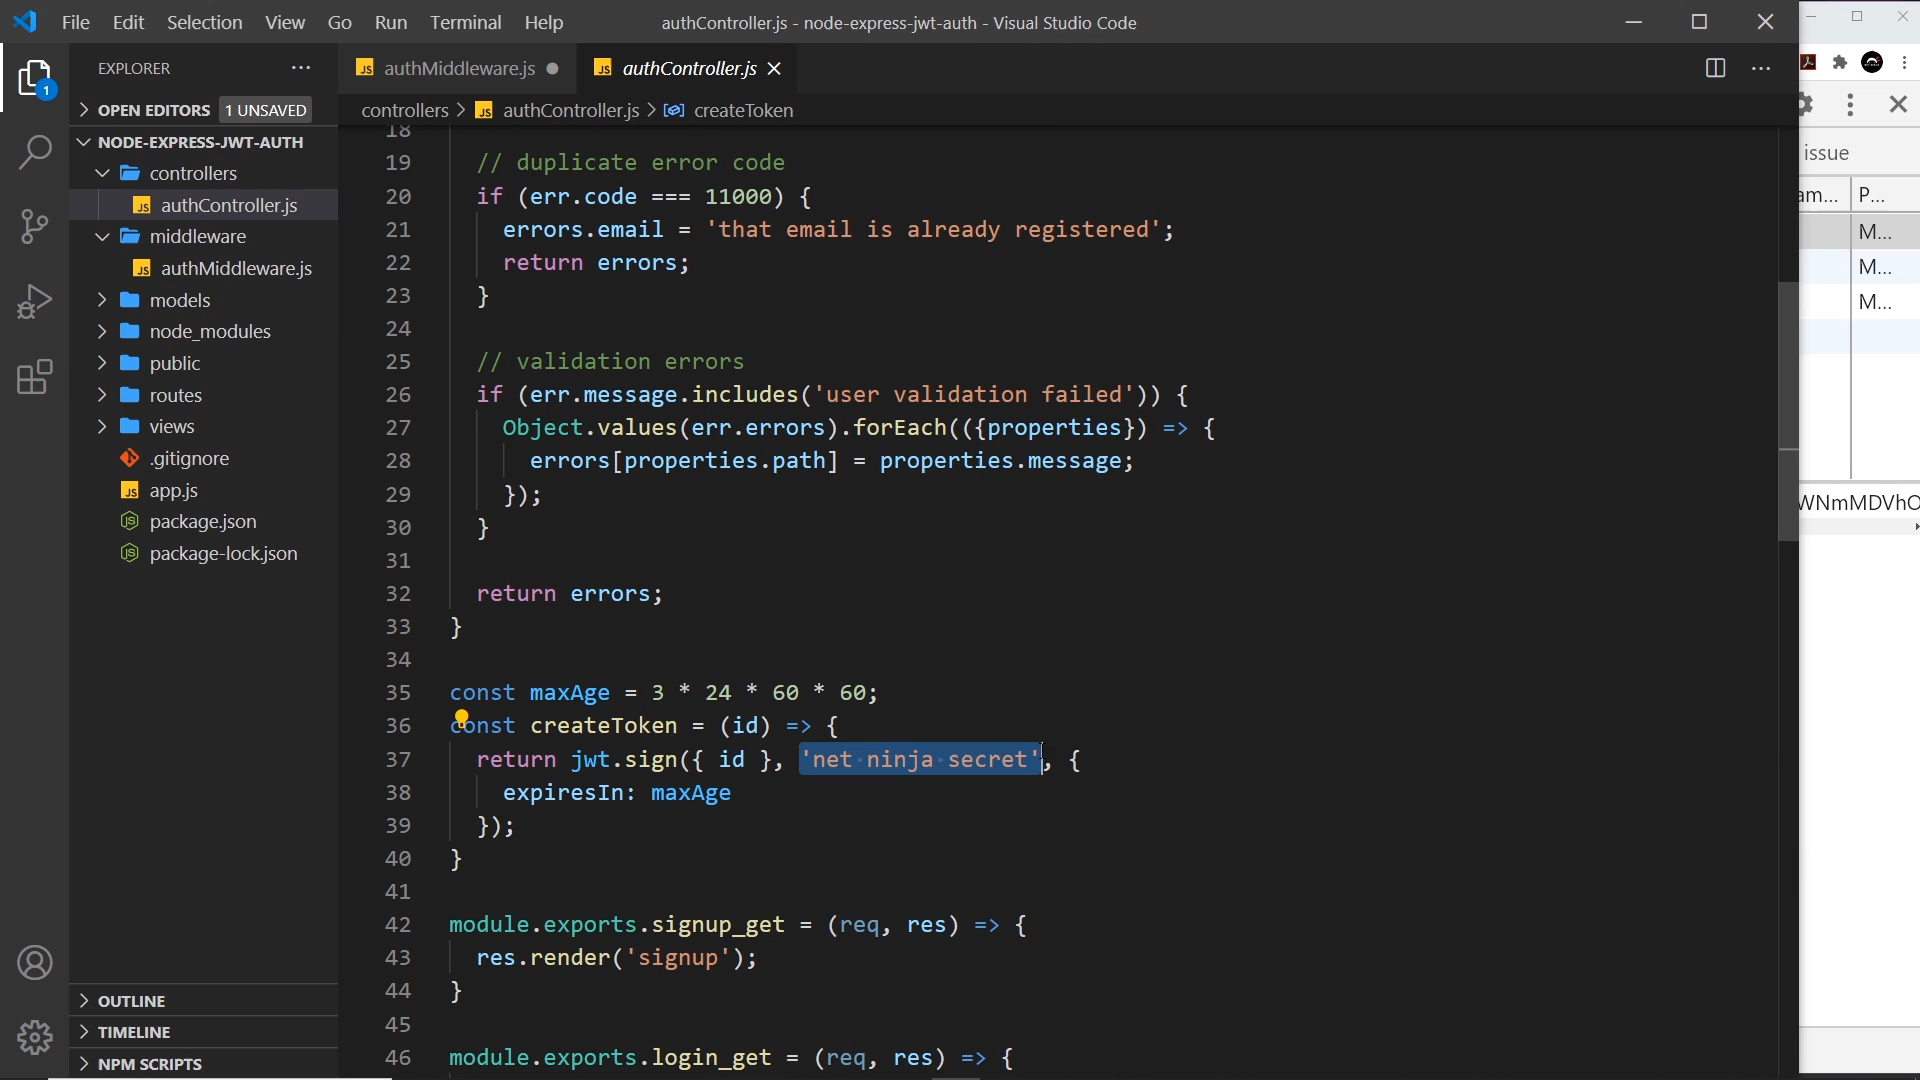 File Edit Selection View Go Run Terminal Help
authController.js - node-express-jwt-auth - Visual Studio Code
EXPLORER
1
OPEN EDITORS 1 UNSAVED
NODE-EXPRESS-JWT-AUTH
controllers
JS authController.js
middleware
JS authMiddleware.js
models
node_modules
public
routes
views
.gitignore
JS app.js
package.json
package-lock.json
OUTLINE
TIMELINE
NPM SCRIPTS
JS authMiddleware.js
JS authController.js
controllers > JS authController.js > createToken
18
19 // duplicate error code
20 if (err.code === 11000) {
21 errors.email = 'that email is already registered';
22 return errors;
23 }
24
25 // validation errors
26 if (err.message.includes('user validation failed')) {
27 Object.values(err.errors).forEach(({properties}) => {
28 errors[properties.path] = properties.message;
29 });
30 }
31
32 return errors;
33 }
34
35 const maxAge = 3 * 24 * 60 * 60;
36 const createToken = (id) => {
37 return jwt.sign({ id }, 'net ninja secret', {
38 expiresIn: maxAge
39 });
40 }
41
42 module.exports.signup_get = (req, res) => {
43 res.render('signup');
44 }
45
46 module.exports.login_get = (req, res) => {
issue
am... P...
M...
M...
M...
WNmMDVhO